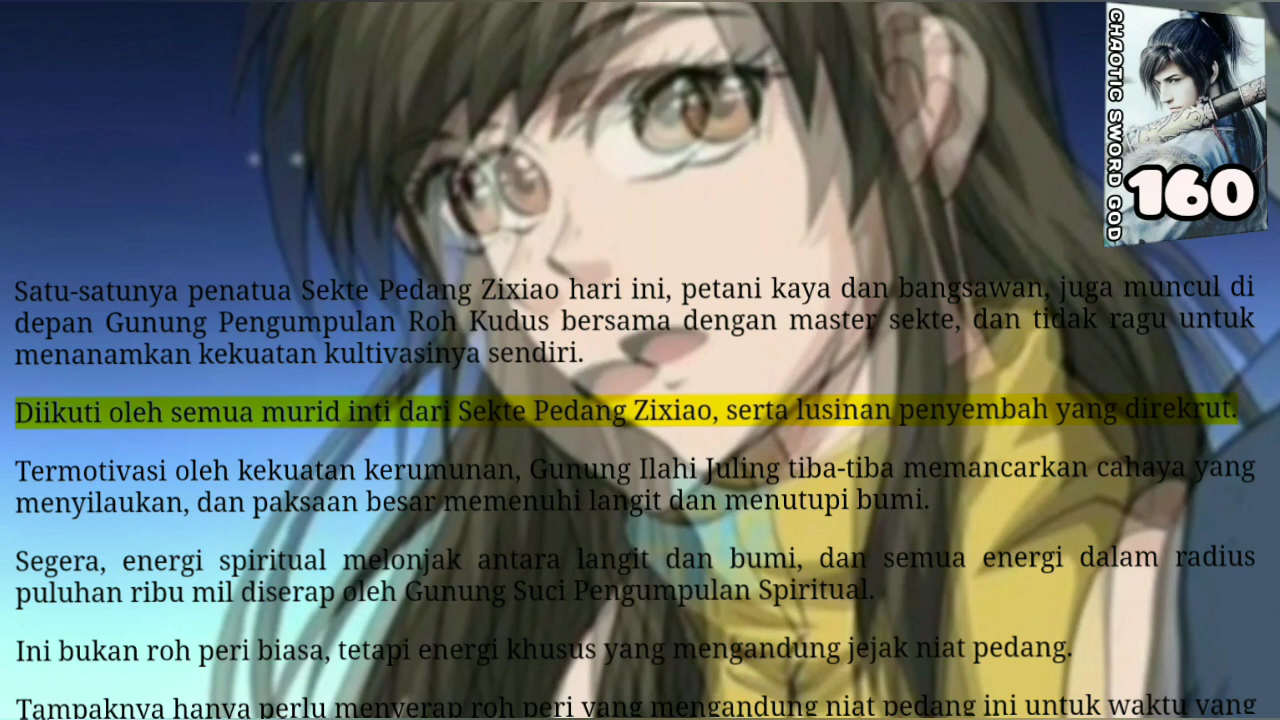 CHAOTIC SWORD GOD
160
Satu-satunya penatua Sekte Pedang Zixiao hari ini, petani kaya dan bangsawan, juga muncul di
depan Gunung Pengumpulan Roh Kudus bersama dengan master sekte, dan tidak ragu untuk
menanamkan kekuatan kultivasinya sendiri.
Diikuti oleh semua murid inti dari Sekte Pedang Zixiao, serta lusinan penyembah yang direkrut.
Termotivasi oleh kekuatan kerumunan, Gunung Ilahi Juling tiba-tiba memancarkan cahaya yang
menyilaukan, dan paksaan besar memenuhi langit dan menutupi bumi.
Segera, energi spiritual melonjak antara langit dan bumi, dan semua energi dalam radius
puluhan ribu mil diserap oleh Gunung Suci Pengumpulan Spiritual.
Ini bukan roh peri biasa, tetapi energi khusus yang mengandung jejak niat pedang.
Tampaknya hanya perlu menyerap roh peri yang mengandung niat pedang ini untuk waktu yang